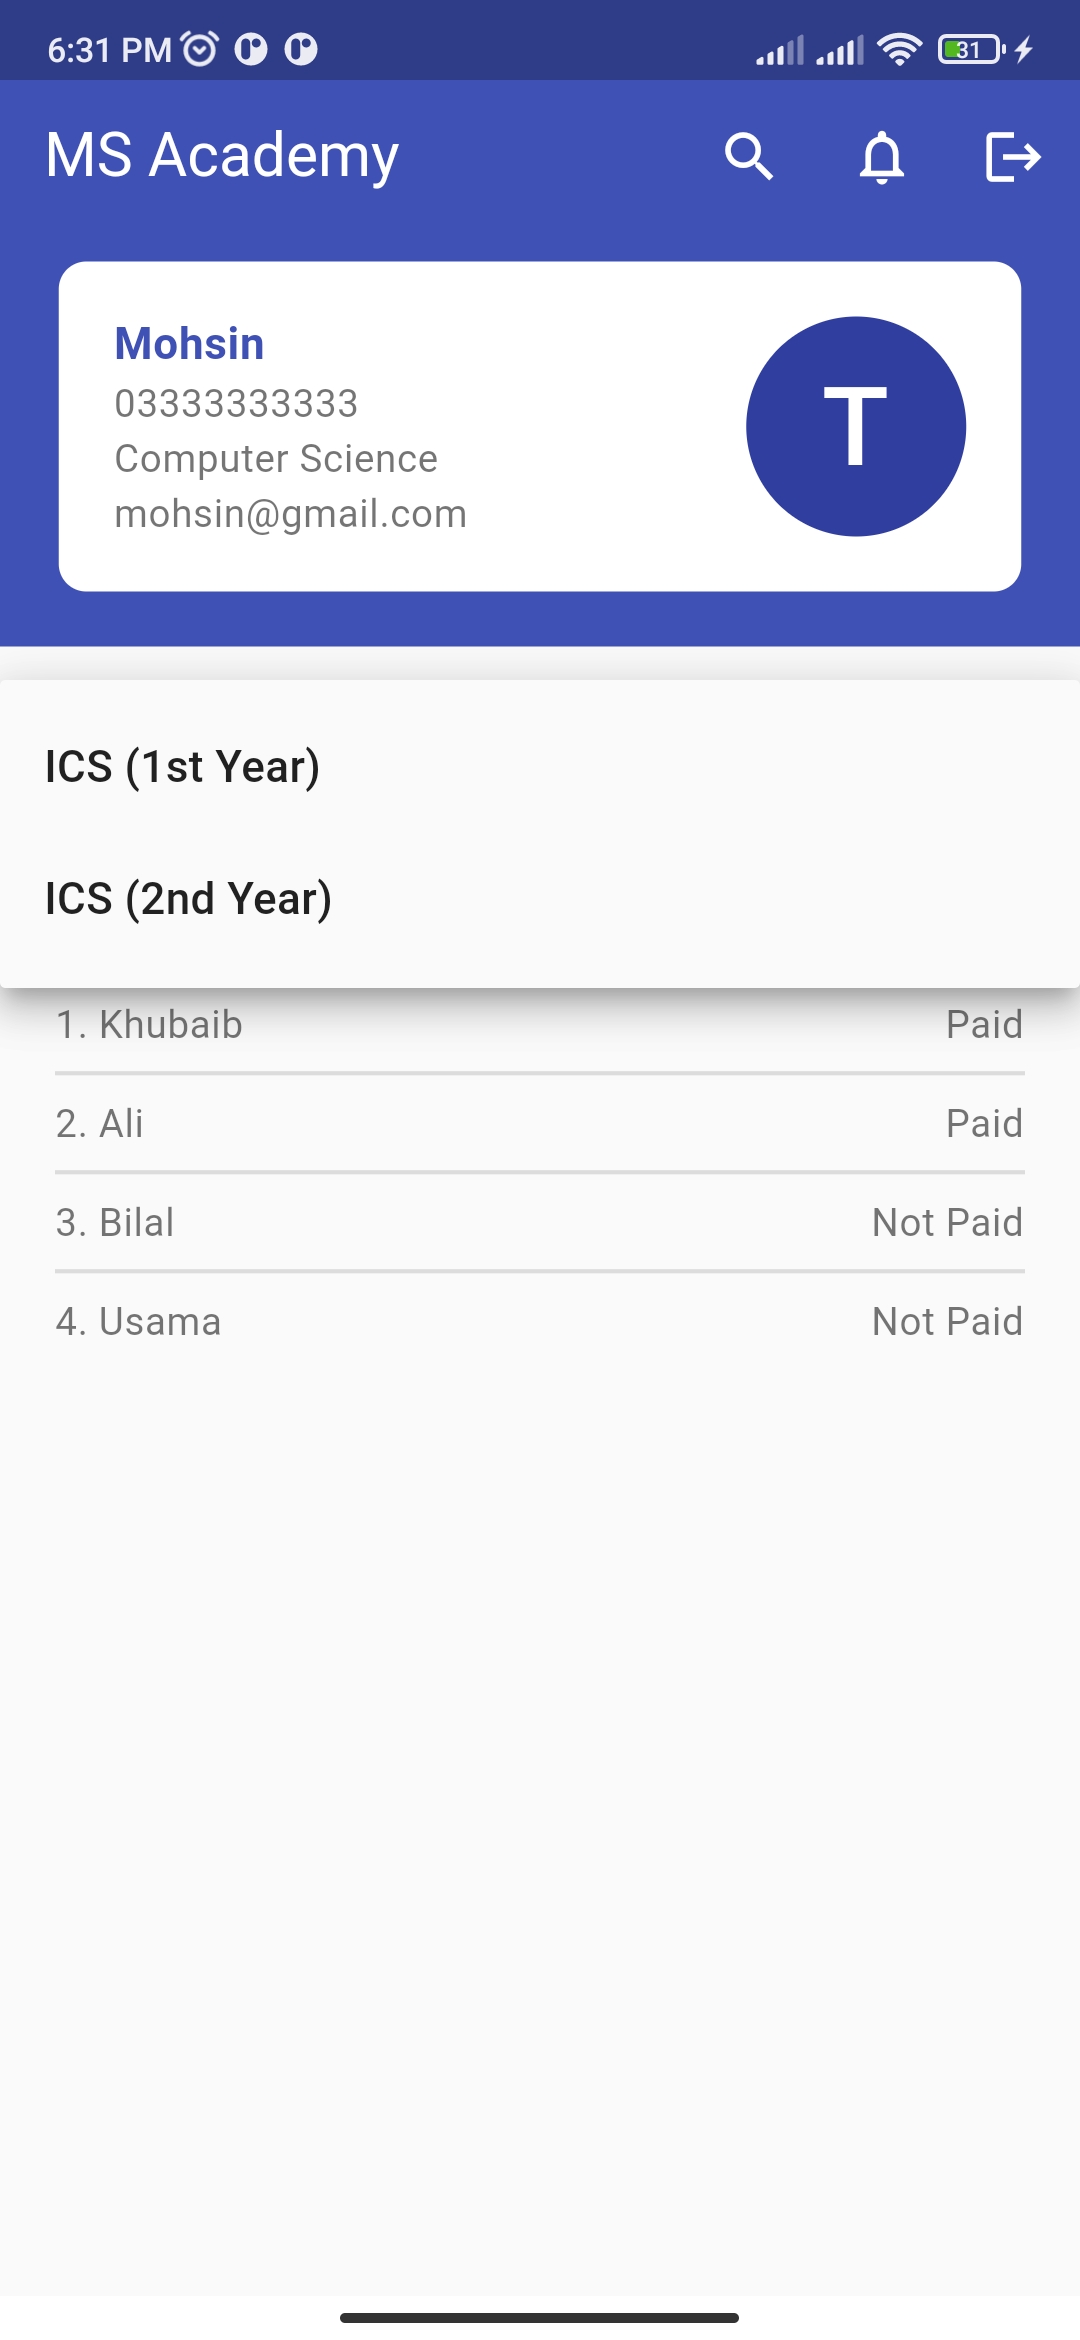 6:31 PM
31
MS Academy
Mohsin
03333333333
Computer Science
mohsin@gmail.com
T
ICS (1st Year)
ICS (2nd Year)
1. Khubaib Paid
2. Ali Paid
3. Bilal Not Paid
4. Usama Not Paid